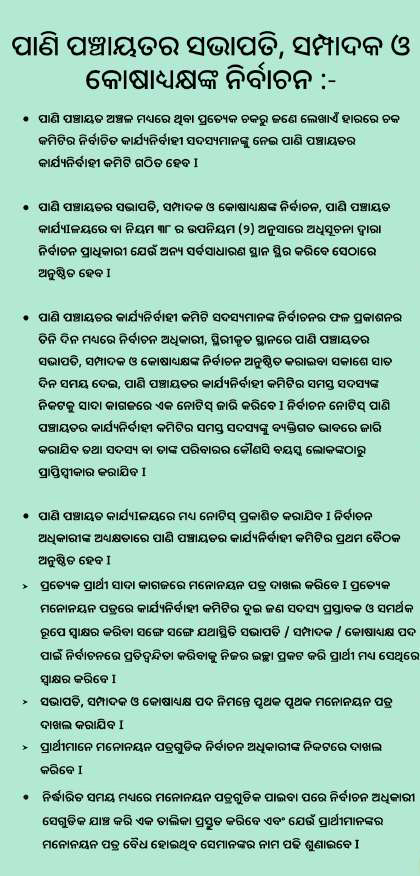 ପାଣି ପଞ୍ଚାୟତର ସଭାପତି, ସମ୍ପାଦକ ଓ
କୋଷାଧ୍ୟକ୍ଷଙ୍କ ନିର୍ବାଚନ :-
• ପାଣି ପଞ୍ଚାୟତ ଅଞ୍ଚଳ ମଧ୍ୟରେ ଥିବା ପ୍ରତ୍ୟେକ ଚକରୁ ଜଣେ ଲେଖାଏଁ ହାରରେ ଚକ
କମିଟିର ନିର୍ବାଚିତ କାର୍ଯ୍ୟନିର୍ବାହୀ ସଦସ୍ୟମାନଙ୍କୁ ନେଇ ପାଣି ପଞ୍ଚାୟତର
କାର୍ଯ୍ୟନିର୍ବାହୀ କମିଟି ଗଠିତ ହେବ I
• ପାଣି ପଞ୍ଚାୟତର ସଭାପତି, ସମ୍ପାଦକ ଓ କୋଷାଧ୍ୟକ୍ଷଙ୍କ ନିର୍ବାଚନ, ପାଣି ପଞ୍ଚାୟତ
କାର୍ଯ୍ୟାଳୟରେ ବା ନିୟମ ୩୮ ର ଉପନିୟମ (୨) ଅନୁସାରେ ଅଧିସୂଚନା ଦ୍ୱାରା
ନିର୍ବାଚନ ପ୍ରାଧିକାରୀ ଯେଉଁ ଅନ୍ୟ ସର୍ବସାଧାରଣ ସ୍ଥାନ ସ୍ଥିର କରିବେ ସେଠାରେ
ଅନୁଷ୍ଠିତ ହେବ I
• ପାଣି ପଞ୍ଚାୟତର କାର୍ଯ୍ୟନିର୍ବାହୀ କମିଟି ସଦସ୍ୟମାନଙ୍କ ନିର୍ବାଚନର ଫଳ ପ୍ରକାଶନର
ତିନି ଦିନ ମଧ୍ୟରେ ନିର୍ବାଚନ ଅଧିକାରୀ, ସ୍ଥିରୀକୃତ ସ୍ଥାନରେ ପାଣି ପଞ୍ଚାୟତର
ସଭାପତି, ସମ୍ପାଦକ ଓ କୋଷାଧ୍ୟକ୍ଷଙ୍କ ନିର୍ବାଚନ ଅନୁଷ୍ଠିତ କରାଇବା ସକାଶେ ସାତ
ଦିନ ସମୟ ଦେଇ, ପାଣି ପଞ୍ଚାୟତର କାର୍ଯ୍ୟନିର୍ବାହୀ କମିଟିର ସମସ୍ତ ସଦସ୍ୟଙ୍କ
ନିକଟକୁ ସାଦା କାଗଜରେ ଏକ ନୋଟିସ୍ ଜାରି କରିବେ I ନିର୍ବାଚନ ନୋଟିସ୍ ପାଣି
ପଞ୍ଚାୟତର କାର୍ଯ୍ୟନିର୍ବାହୀ କମିଟିର ସମସ୍ତ ସଦସ୍ୟଙ୍କୁ ବ୍ୟକ୍ତିଗତ ଭାବରେ ଜାରି
କରାଯିବ ତଥା ସଦସ୍ୟ ବା ତାଙ୍କ ପରିବାରର କୌଣସି ବୟସ୍କ ଲୋକଙ୍କଠାରୁ
ପ୍ରାପ୍ତିସ୍ଵୀକାର କରାଯିବ I
• ପାଣି ପଞ୍ଚାୟତ କାର୍ଯ୍ୟାଳୟରେ ମଧ୍ୟ ନୋଟିସ୍ ପ୍ରକାଶିତ କରାଯିବ I ନିର୍ବାଚନ
ଅଧିକାରୀଙ୍କ ଅଧ୍ୟକ୍ଷତାରେ ପାଣି ପଞ୍ଚାୟତର କାର୍ଯ୍ୟନିର୍ବାହୀ କମିଟିର ପ୍ରଥମ ବୈଠକ
ଅନୁଷ୍ଠିତ ହେବ I
➢ ପ୍ରତ୍ୟେକ ପ୍ରାର୍ଥୀ ସାଦା କାଗଜରେ ମନୋନୟନ ପତ୍ର ଦାଖଲ କରିବେ I ପ୍ରତ୍ୟେକ
ମନୋନୟନ ପତ୍ରରେ କାର୍ଯ୍ୟନିର୍ବାହୀ କମିଟିର ଦୁଇ ଜଣ ସଦସ୍ୟ ପ୍ରସ୍ତାବକ ଓ ସମର୍ଥକ
ରୂପେ ସ୍ଵାକ୍ଷର କରିବା ସଙ୍ଗେ ସଙ୍ଗେ ଯଥାସ୍ଥିତି ସଭାପତି / ସମ୍ପାଦକ / କୋଷାଧ୍ୟକ୍ଷ ପଦ
ପାଇଁ ନିର୍ବାଚନରେ ପ୍ରତିଦ୍ୱନ୍ଦିତା କରିବାକୁ ନିଜର ଇଚ୍ଛା ପ୍ରକଟ କରି ପ୍ରାର୍ଥୀ ମଧ୍ୟ ସେଥିରେ
ସ୍ଵାକ୍ଷର କରିବେ I
➢ ସଭାପତି, ସମ୍ପାଦକ ଓ କୋଷାଧ୍ୟକ୍ଷ ପଦ ନିମନ୍ତେ ପୃଥକ ପୃଥକ ମନୋନୟନ ପତ୍ର
ଦାଖଲ କରାଯିବ I
➢ ପ୍ରାର୍ଥୀମାନେ ମନୋନୟନ ପତ୍ରଗୁଡିକ ନିର୍ବାଚନ ଅଧିକାରୀଙ୍କ ନିକଟରେ ଦାଖଲ
କରିବେ I
• ନିର୍ଦ୍ଧାରିତ ସମୟ ମଧ୍ୟରେ ମନୋନୟନ ପତ୍ରଗୁଡିକ ପାଇବା ପରେ ନିର୍ବାଚନ ଅଧିକାରୀ
ସେଗୁଡିକ ଯାଞ୍ଚ କରି ଏକ ତାଲିକା ପ୍ରସ୍ତୁତ କରିବେ ଏବଂ ଯେଉଁ ପ୍ରାର୍ଥୀମାନଙ୍କର
ମନୋନୟନ ପତ୍ର ବୈଧ ହୋଇଥିବ ସେମାନଙ୍କର ନାମ ପଢି ଶୁଣାଇବେ I